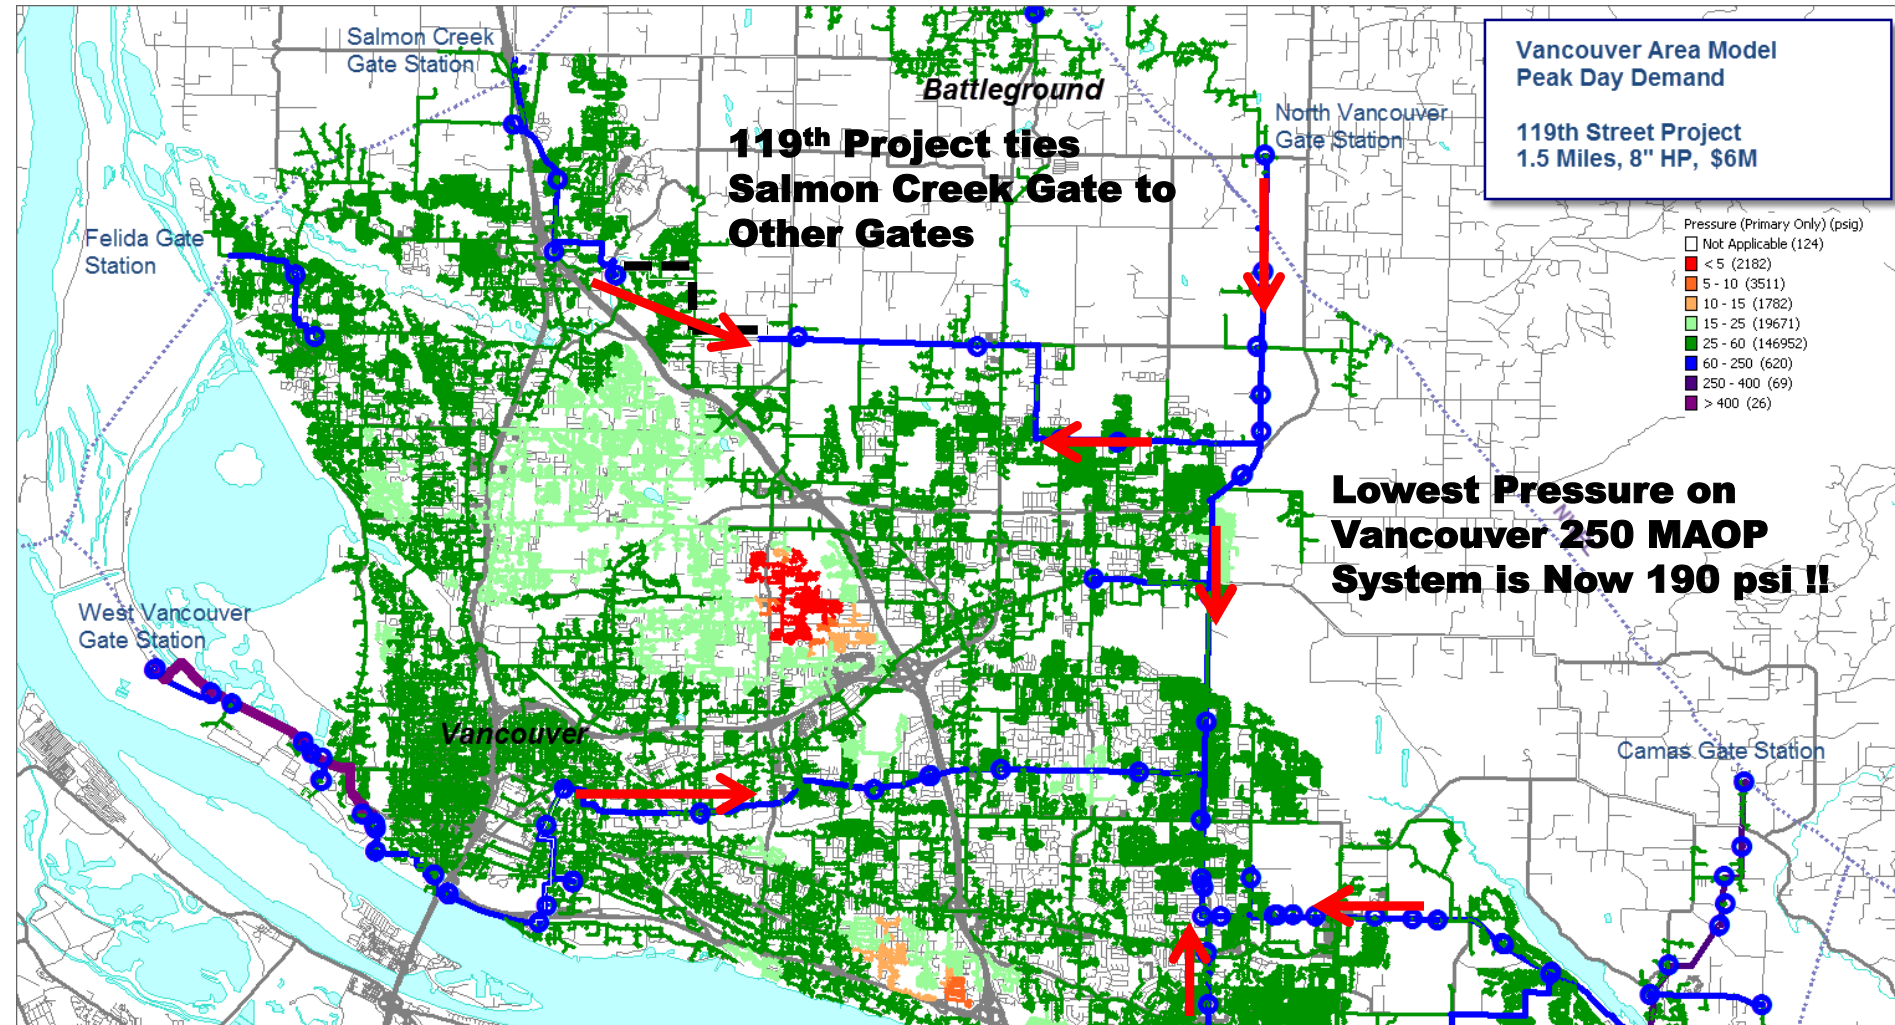 Salmon Creek
Gate Station
Battleground
North Vancouver
Gate Station
Vancouver Area Model
Peak Day Demand
119th Street Project
1.5 Miles, 8" HP,  $6M
119th Project ties
Salmon Creek Gate to
Other Gates
Felida Gate
Station
Pressure (Primary Only) (psig)
Not Applicable (124)
< 5 (2182)
5 - 10 (3511)
10 - 15 (1782)
15 - 25 (19671)
25 - 60 (146952)
60 - 250 (620)
250 - 400 (69)
> 400 (26)
Lowest Pressure on
Vancouver 250 MAOP
System is Now 190 psi !!
West Vancouver
Gate Station
Vancouver
Camas Gate Station